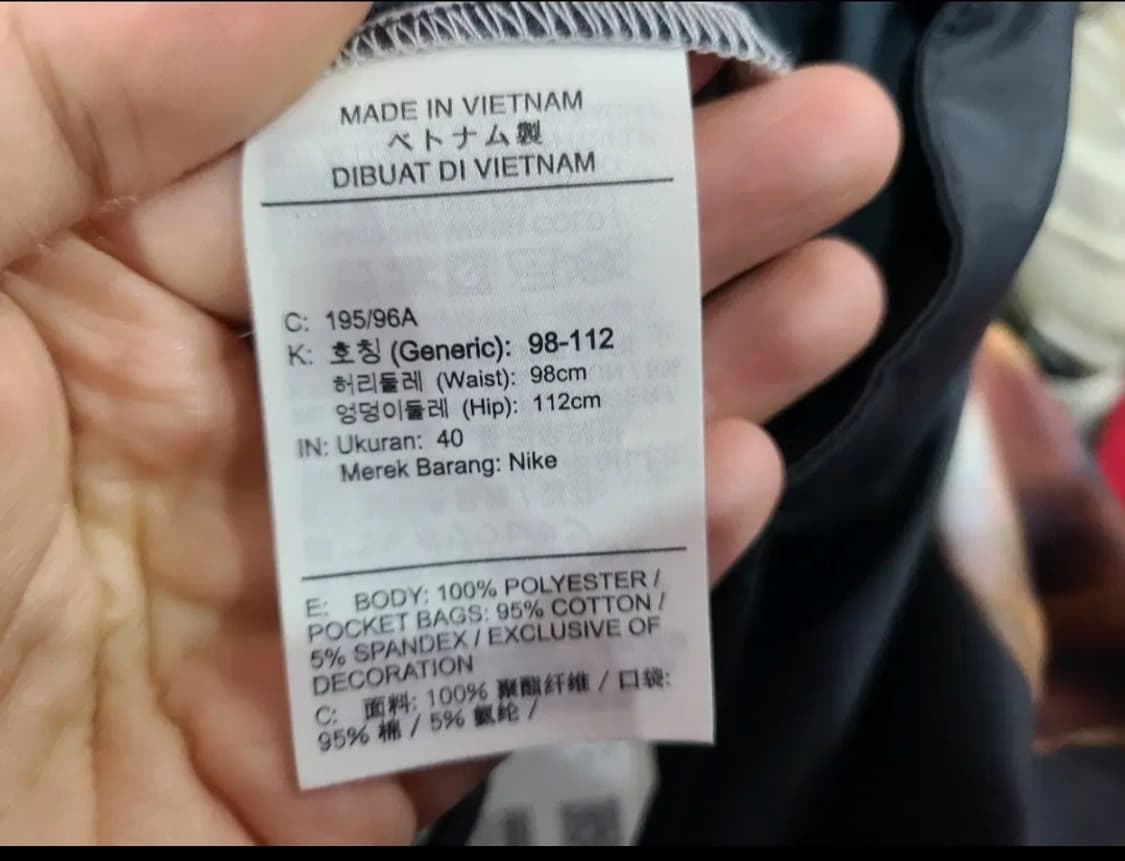 MADE IN VIETNAM
ベトナム製
DIBUAT DI VIETNAM
C: 195/96A
K: 호칭 (Generic): 98-112
허리둘레 (Waist): 98cm
엉덩이둘레 (Hip): 112cm
IN: Ukuran: 40
Merek Barang: Nike
E: BODY: 100% POLYESTER /
POCKET BAGS: 95% COTTON /
5% SPANDEX / EXCLUSIVE OF
DECORATION
C: 面料: 100% 聚酯纤维 / 口袋:
95% 棉 / 5% 氨纶 /